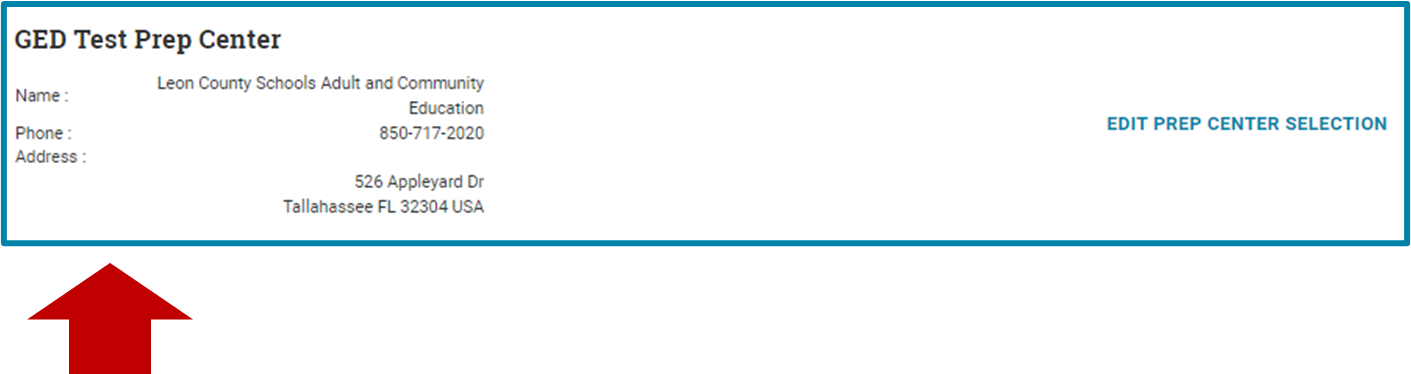 GED Test Prep Center
Name : Leon County Schools Adult and Community
Education
Phone : 850-717-2020
Address :
526 Appleyard Dr
Tallahassee FL 32304 USA
EDIT PREP CENTER SELECTION